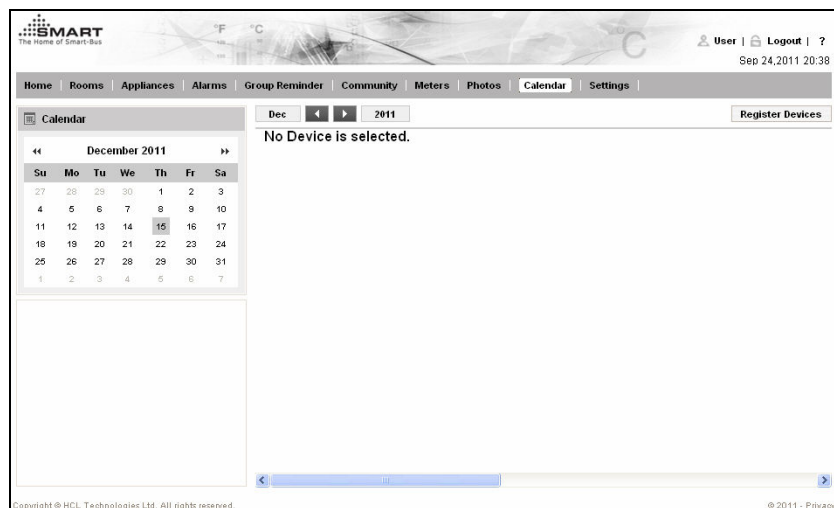 SMART
The Home of Smart-Bus
°F °C
C
User | Logout | ?
Sep 24,2011 20:38
Home | Rooms | Appliances | Alarms | Group Reminder | Community | Meters | Photos | Calendar | Settings |
Calendar
December 2011
Su Mo Tu We Th Fr Sa
27 28 29 30 1 2 3
4 5 6 7 8 9 10
11 12 13 14 15 16 17
18 19 20 21 22 23 24
25 26 27 28 29 30 31
1 2 3 4 5 6 7
Dec 2011 Register Devices
No Device is selected.
Copyright © HCL Technologies Ltd. All rights reserved.
© 2011 - Privacy